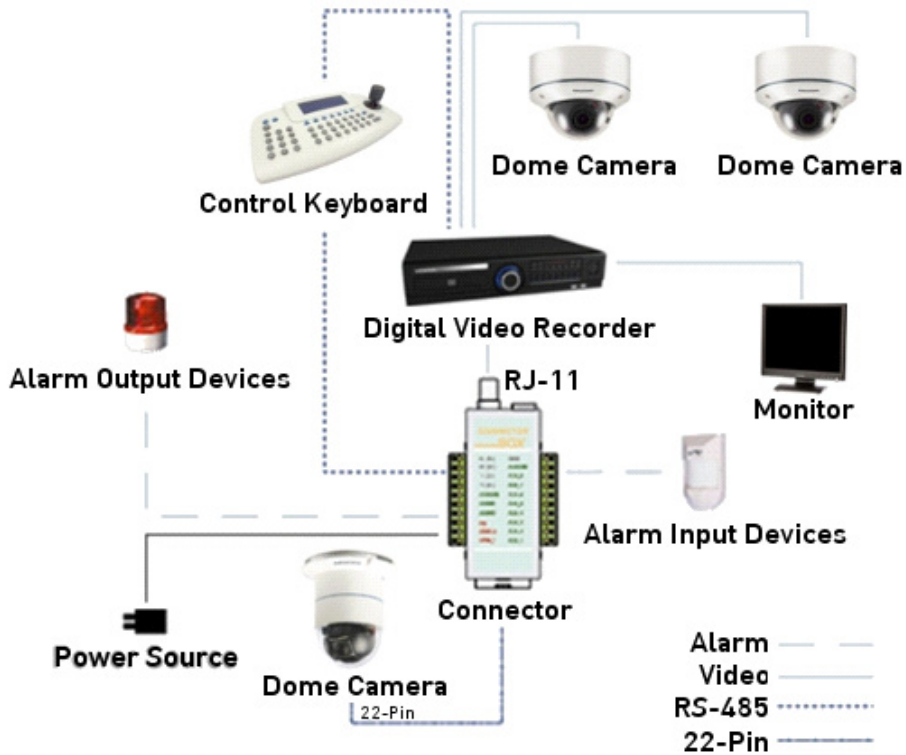 Dome Camera
Dome Camera
Control Keyboard
Digital Video Recorder
Alarm Output Devices
RJ-11
Monitor
Alarm Input Devices
Connector
Power Source
Dome Camera
22-Pin
Alarm
Video
RS-485
22-Pin